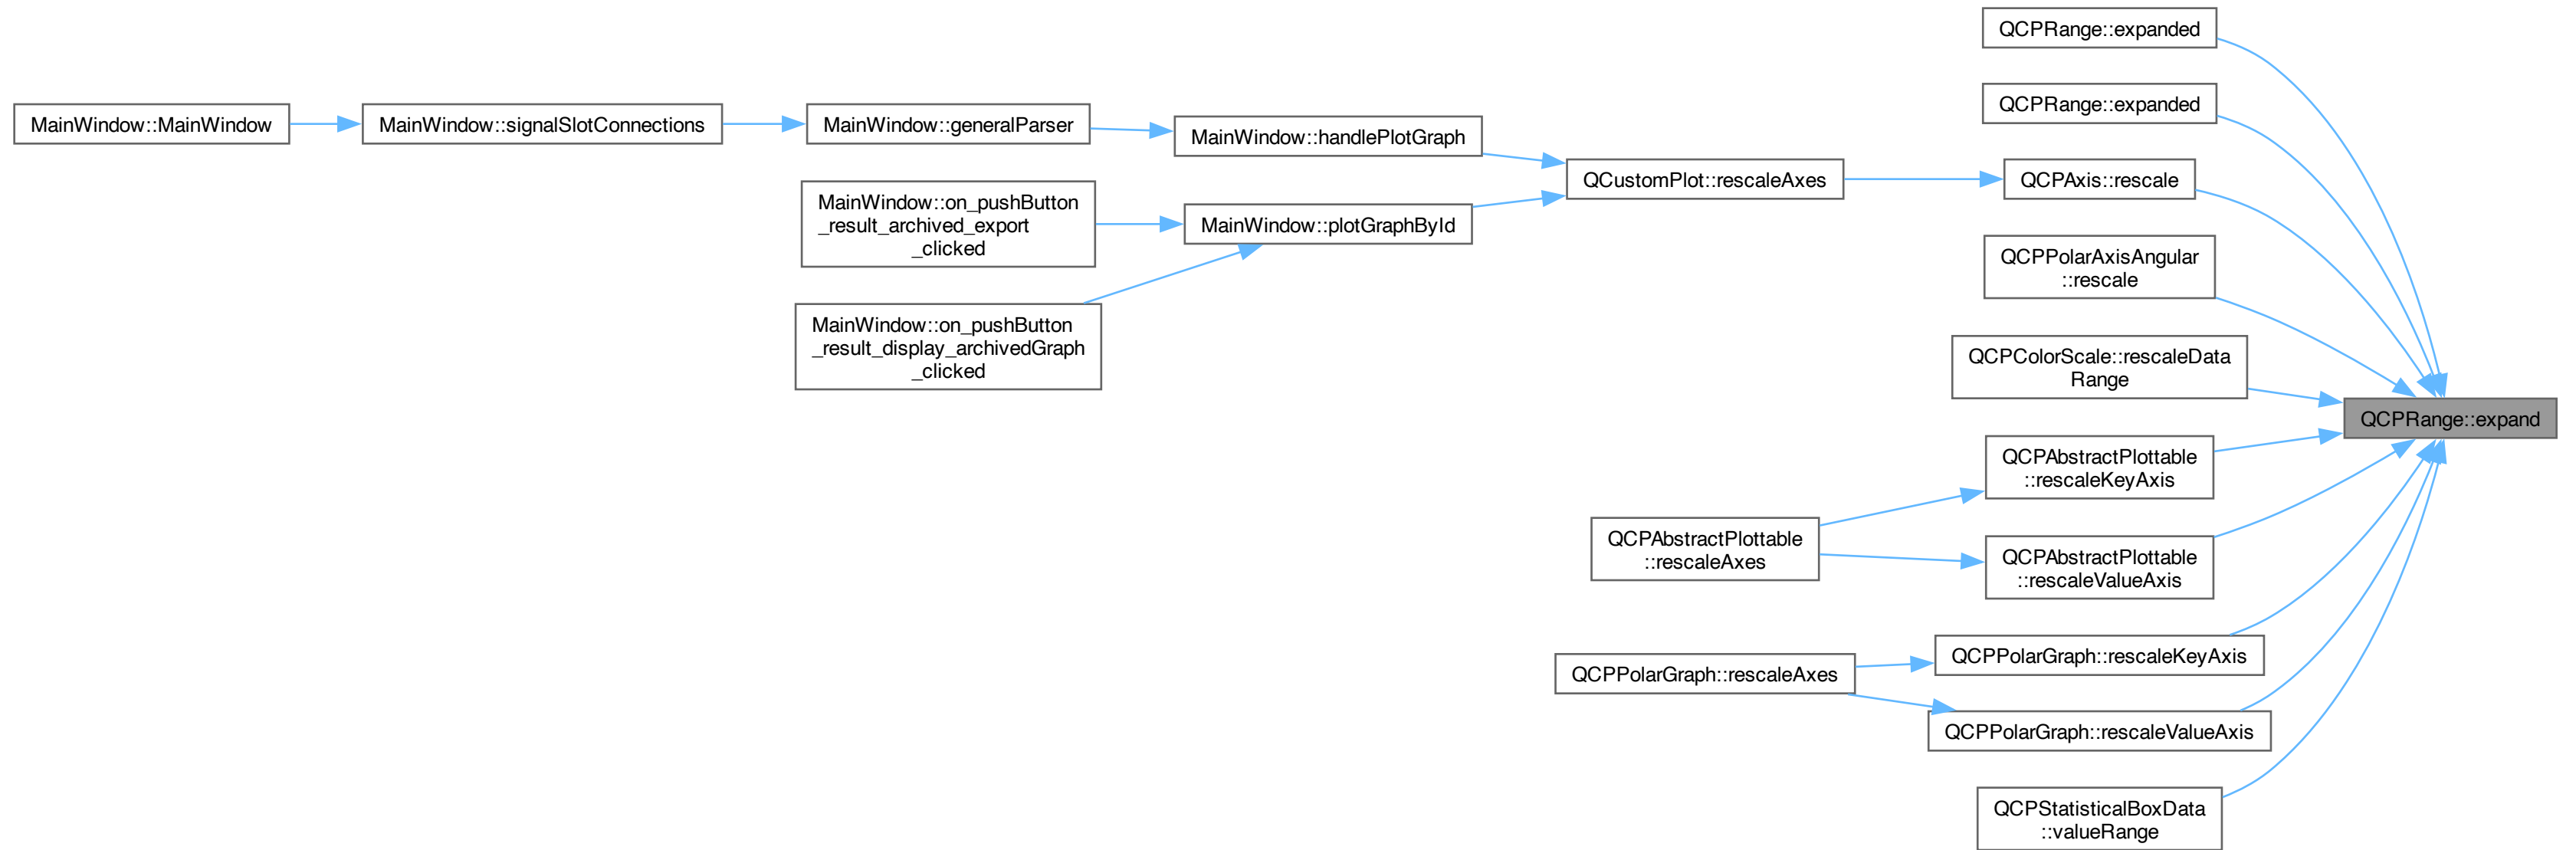 QCPRange::expanded
QCPRange::expanded
MainWindow::MainWindow
MainWindow::signalSlotConnections
MainWindow::generalParser
MainWindow::handlePlotGraph
QCustomPlot::rescaleAxes
QCPAxis::rescale
MainWindow::on_pushButton
_result_archived_export
_clicked
MainWindow::plotGraphById
QCPPolarAxisAngular
::rescale
MainWindow::on_pushButton
_result_display_archivedGraph
_clicked
QCPColorScale::rescaleData
Range
QCPRange::expand
QCPAbstractPlottable
::rescaleKeyAxis
QCPAbstractPlottable
::rescaleAxes
QCPAbstractPlottable
::rescaleValueAxis
QCPPolarGraph::rescaleKeyAxis
QCPPolarGraph::rescaleAxes
QCPPolarGraph::rescaleValueAxis
QCPStatisticalBoxData
::valueRange